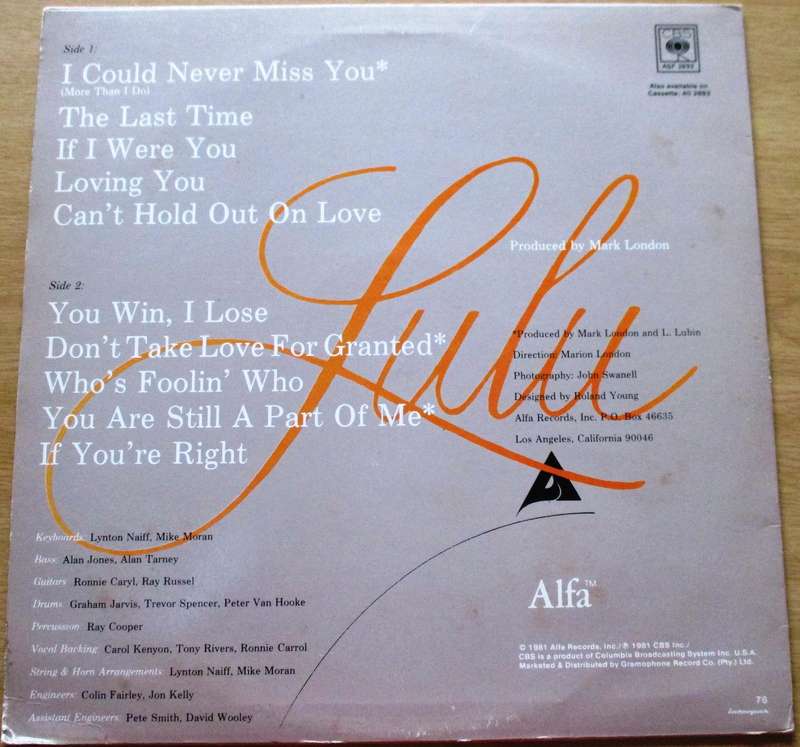 Side 1:
I Could Never Miss You*
(More Than I Do)
The Last Time
If I Were You
Loving You
Can't Hold Out On Love
CBS
ASF 2693
Also available on
Cassette: 40 2693
Lulu
Produced by Mark London
Side 2:
You Win, I Lose
Don't Take Love For Granted*
Who's Foolin' Who
You Are Still A Part Of Me*
If You're Right
*Produced by Mark London and L. Lubin
Direction: Marion London
Photography: John Swanell
Designed by Roland Young
Alfa Records, Inc. P.O. Box 46635
Los Angeles, California 90046
Keyboards: Lynton Naiff, Mike Moran
Bass: Alan Jones, Alan Tarney
Guitars: Ronnie Caryl, Ray Russel
Drums: Graham Jarvis, Trevor Spencer, Peter Van Hooke
Percussion: Ray Cooper
Vocal Backing: Carol Kenyon, Tony Rivers, Ronnie Carrol
String & Horn Arrangements: Lynton Naiff, Mike Moran
Engineers: Colin Fairley, Jon Kelly
Assistant Engineers: Pete Smith, David Wooley
Alfa™
© 1981 Alfa Records, Inc./℗ 1981 CBS Inc./
CBS is a product of Columbia Broadcasting System Inc. U.S.A.
Marketed & Distributed by Gramophone Record Co. (Pty.) Ltd.
76